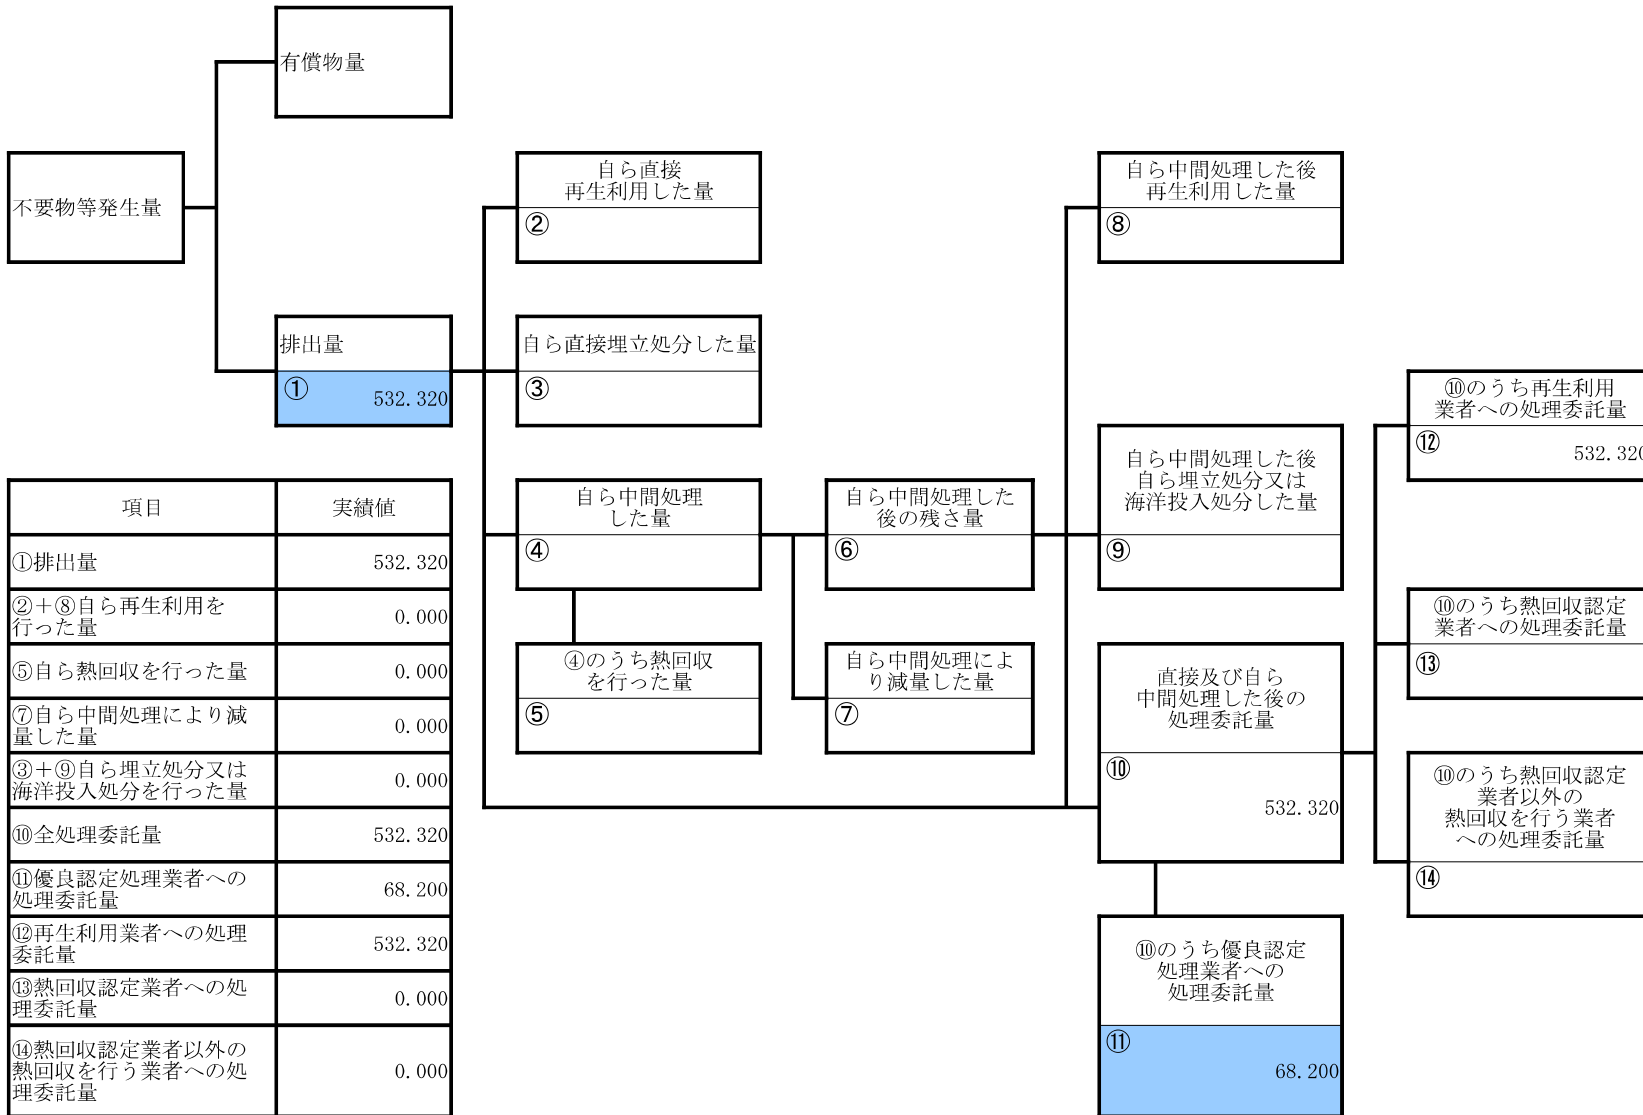 有償物量
不要物等発生量
自ら直接
再生利用した量
②
自ら中間処理した後
再生利用した量
⑧
排出量
① 532.320
自ら直接埋立処分した量
③
⑩のうち再生利用
業者への処理委託量
⑫ 532.320
自ら中間処理した後
自ら埋立処分又は
海洋投入処分した量
⑨
自ら中間処理
した量
④
自ら中間処理した
後の残さ量
⑥
⑩のうち熱回収認定
業者への処理委託量
⑬
④のうち熱回収
を行った量
⑤
自ら中間処理によ
り減量した量
⑦
直接及び自ら
中間処理した後の
処理委託量
⑩
532.320
⑩のうち熱回収認定
業者以外の
熱回収を行う業者
への処理委託量
⑭
⑩のうち優良認定
処理業者への
処理委託量
⑪
68.200
項目 実績値
①排出量 532.320
②＋⑧自ら再生利用を
行った量 0.000
⑤自ら熱回収を行った量 0.000
⑦自ら中間処理により減
量した量 0.000
③＋⑨自ら埋立処分又は
海洋投入処分を行った量 0.000
⑩全処理委託量 532.320
⑪優良認定処理業者への
処理委託量 68.200
⑫再生利用業者への処理
委託量 532.320
⑬熱回収認定業者への処
理委託量 0.000
⑭熱回収認定業者以外の
熱回収を行う業者への処
理委託量 0.000